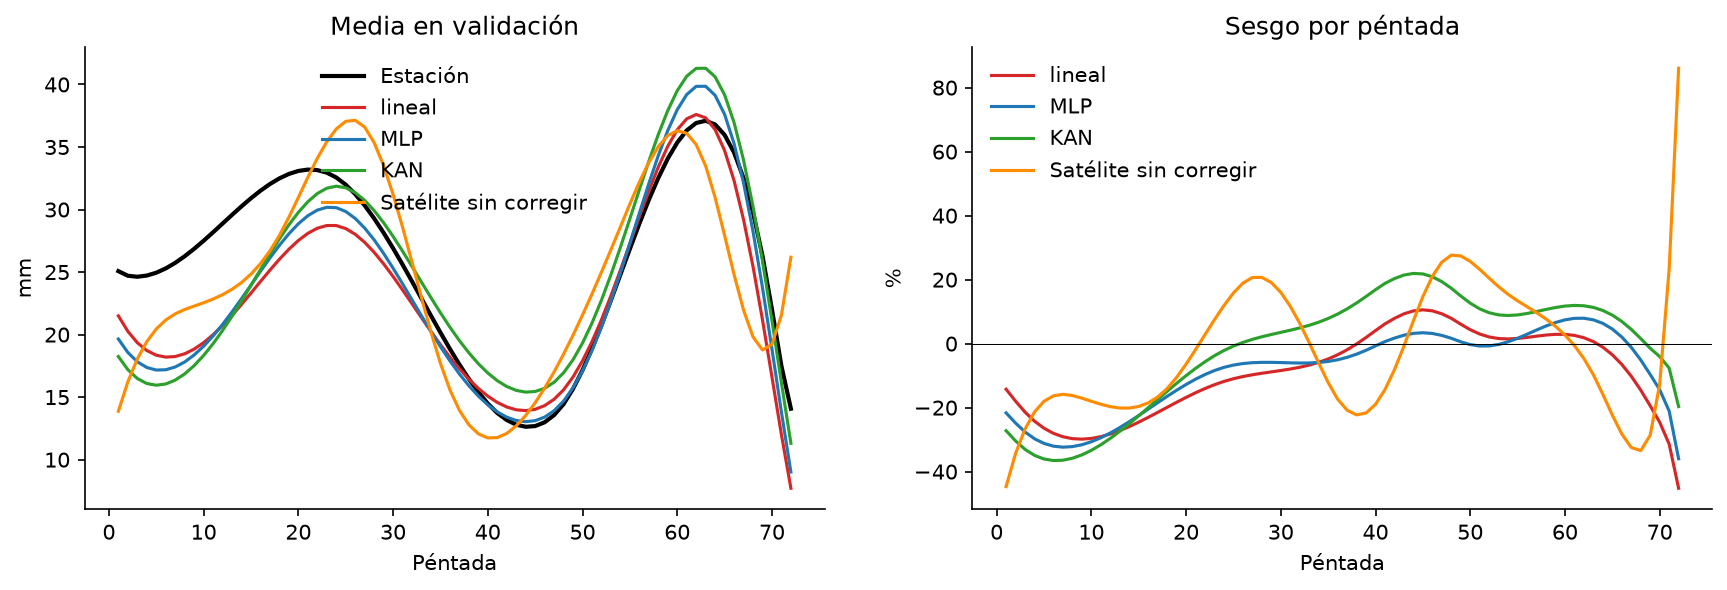 Media en validación
Estación
lineal
MLP
KAN
Satélite sin corregir
40
35
30
25
20
15
10
mm
0 10 20 30 40 50 60 70
Péntada
Sesgo por péntada
lineal
MLP
KAN
Satélite sin corregir
80
60
40
20
0
−20
−40
%
0 10 20 30 40 50 60 70
Péntada